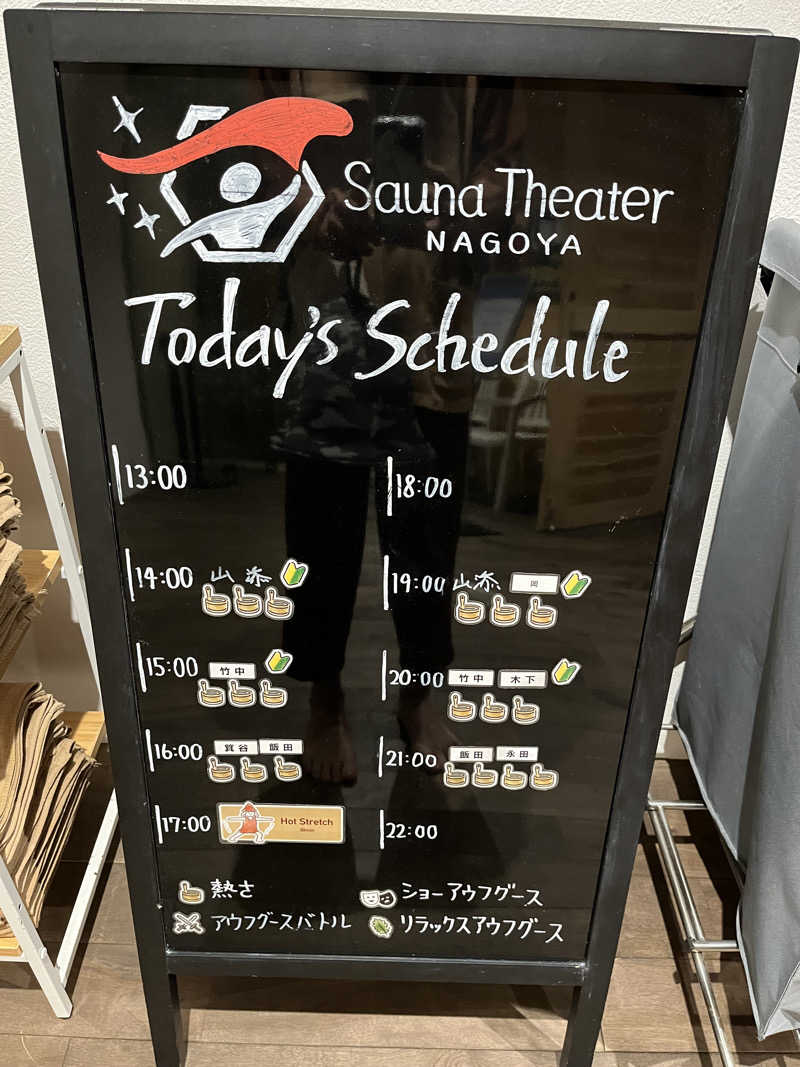 Sauna Theater
NAGOYA
Today's Schedule
13:00
14:00 山添
15:00 竹中
16:00 箕谷 飯田
17:00 Hot Stretch
18:00
19:00 山添 岡
20:00 竹中 木下
21:00 飯田 永田
22:00
熱さ
ショーアウフグース
アウフグースバトル
リラックスアウフグース